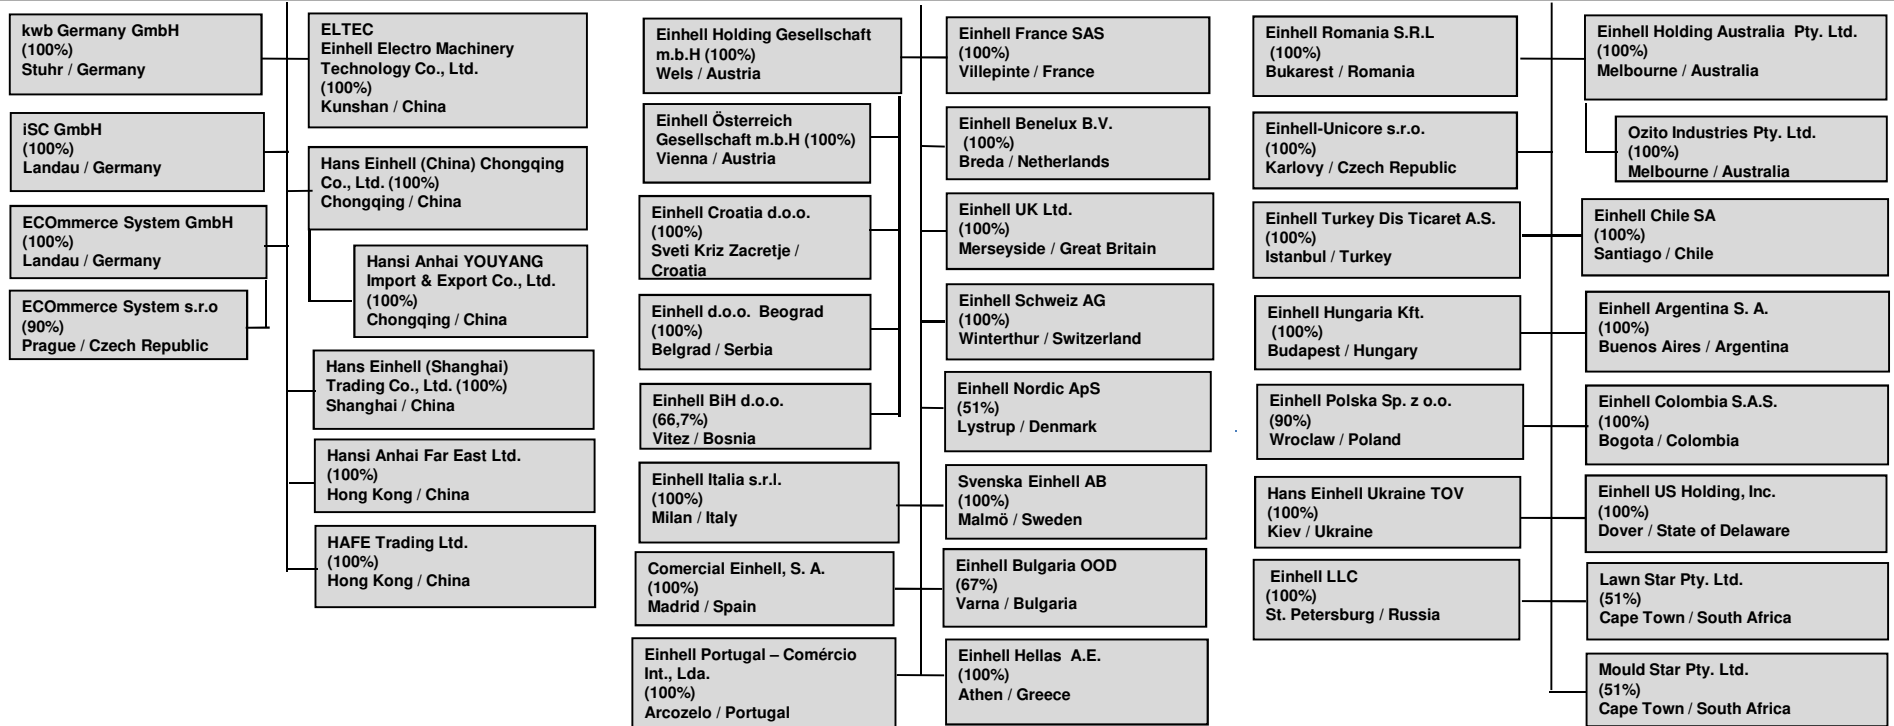 kwb Germany GmbH
(100%)
Stuhr / Germany
iSC GmbH
(100%)
Landau / Germany
ECOmmerce System GmbH
(100%)
Landau / Germany
ECOmmerce System s.r.o
(90%)
Prague / Czech Republic
ELTEC
Einhell Electro Machinery
Technology Co., Ltd.
(100%)
Kunshan / China
Hans Einhell (China) Chongqing
Co., Ltd. (100%)
Chongqing / China
Hansi Anhai YOUYANG
Import & Export Co., Ltd.
(100%)
Chongqing / China
Hans Einhell (Shanghai)
Trading Co., Ltd. (100%)
Shanghai / China
Hansi Anhai Far East Ltd.
(100%)
Hong Kong / China
HAFE Trading Ltd.
(100%)
Hong Kong / China
Einhell Holding Gesellschaft
m.b.H (100%)
Wels / Austria
Einhell Österreich
Gesellschaft m.b.H (100%)
Vienna / Austria
Einhell Croatia d.o.o.
(100%)
Sveti Kriz Zacretje /
Croatia
Einhell d.o.o. Beograd
(100%)
Belgrad / Serbia
Einhell BiH d.o.o.
(66,7%)
Vitez / Bosnia
Einhell Italia s.r.l.
(100%)
Milan / Italy
Comercial Einhell, S. A.
(100%)
Madrid / Spain
Einhell Portugal – Comércio
Int., Lda.
(100%)
Arcozelo / Portugal
Einhell France SAS
(100%)
Villepinte / France
Einhell Benelux B.V.
(100%)
Breda / Netherlands
Einhell UK Ltd.
(100%)
Merseyside / Great Britain
Einhell Schweiz AG
(100%)
Winterthur / Switzerland
Einhell Nordic ApS
(51%)
Lystrup / Denmark
Svenska Einhell AB
(100%)
Malmö / Sweden
Einhell Bulgaria OOD
(67%)
Varna / Bulgaria
Einhell Hellas A.E.
(100%)
Athen / Greece
Einhell Romania S.R.L
(100%)
Bukarest / Romania
Einhell-Unicore s.r.o.
(100%)
Karlovy / Czech Republic
Einhell Turkey Dis Ticaret A.S.
(100%)
Istanbul / Turkey
Einhell Hungaria Kft.
(100%)
Budapest / Hungary
Einhell Polska Sp. z o.o.
(90%)
Wroclaw / Poland
Hans Einhell Ukraine TOV
(100%)
Kiev / Ukraine
Einhell LLC
(100%)
St. Petersburg / Russia
Einhell Holding Australia Pty. Ltd.
(100%)
Melbourne / Australia
Ozito Industries Pty. Ltd.
(100%)
Melbourne / Australia
Einhell Chile SA
(100%)
Santiago / Chile
Einhell Argentina S. A.
(100%)
Buenos Aires / Argentina
Einhell Colombia S.A.S.
(100%)
Bogota / Colombia
Einhell US Holding, Inc.
(100%)
Dover / State of Delaware
Lawn Star Pty. Ltd.
(51%)
Cape Town / South Africa
Mould Star Pty. Ltd.
(51%)
Cape Town / South Africa